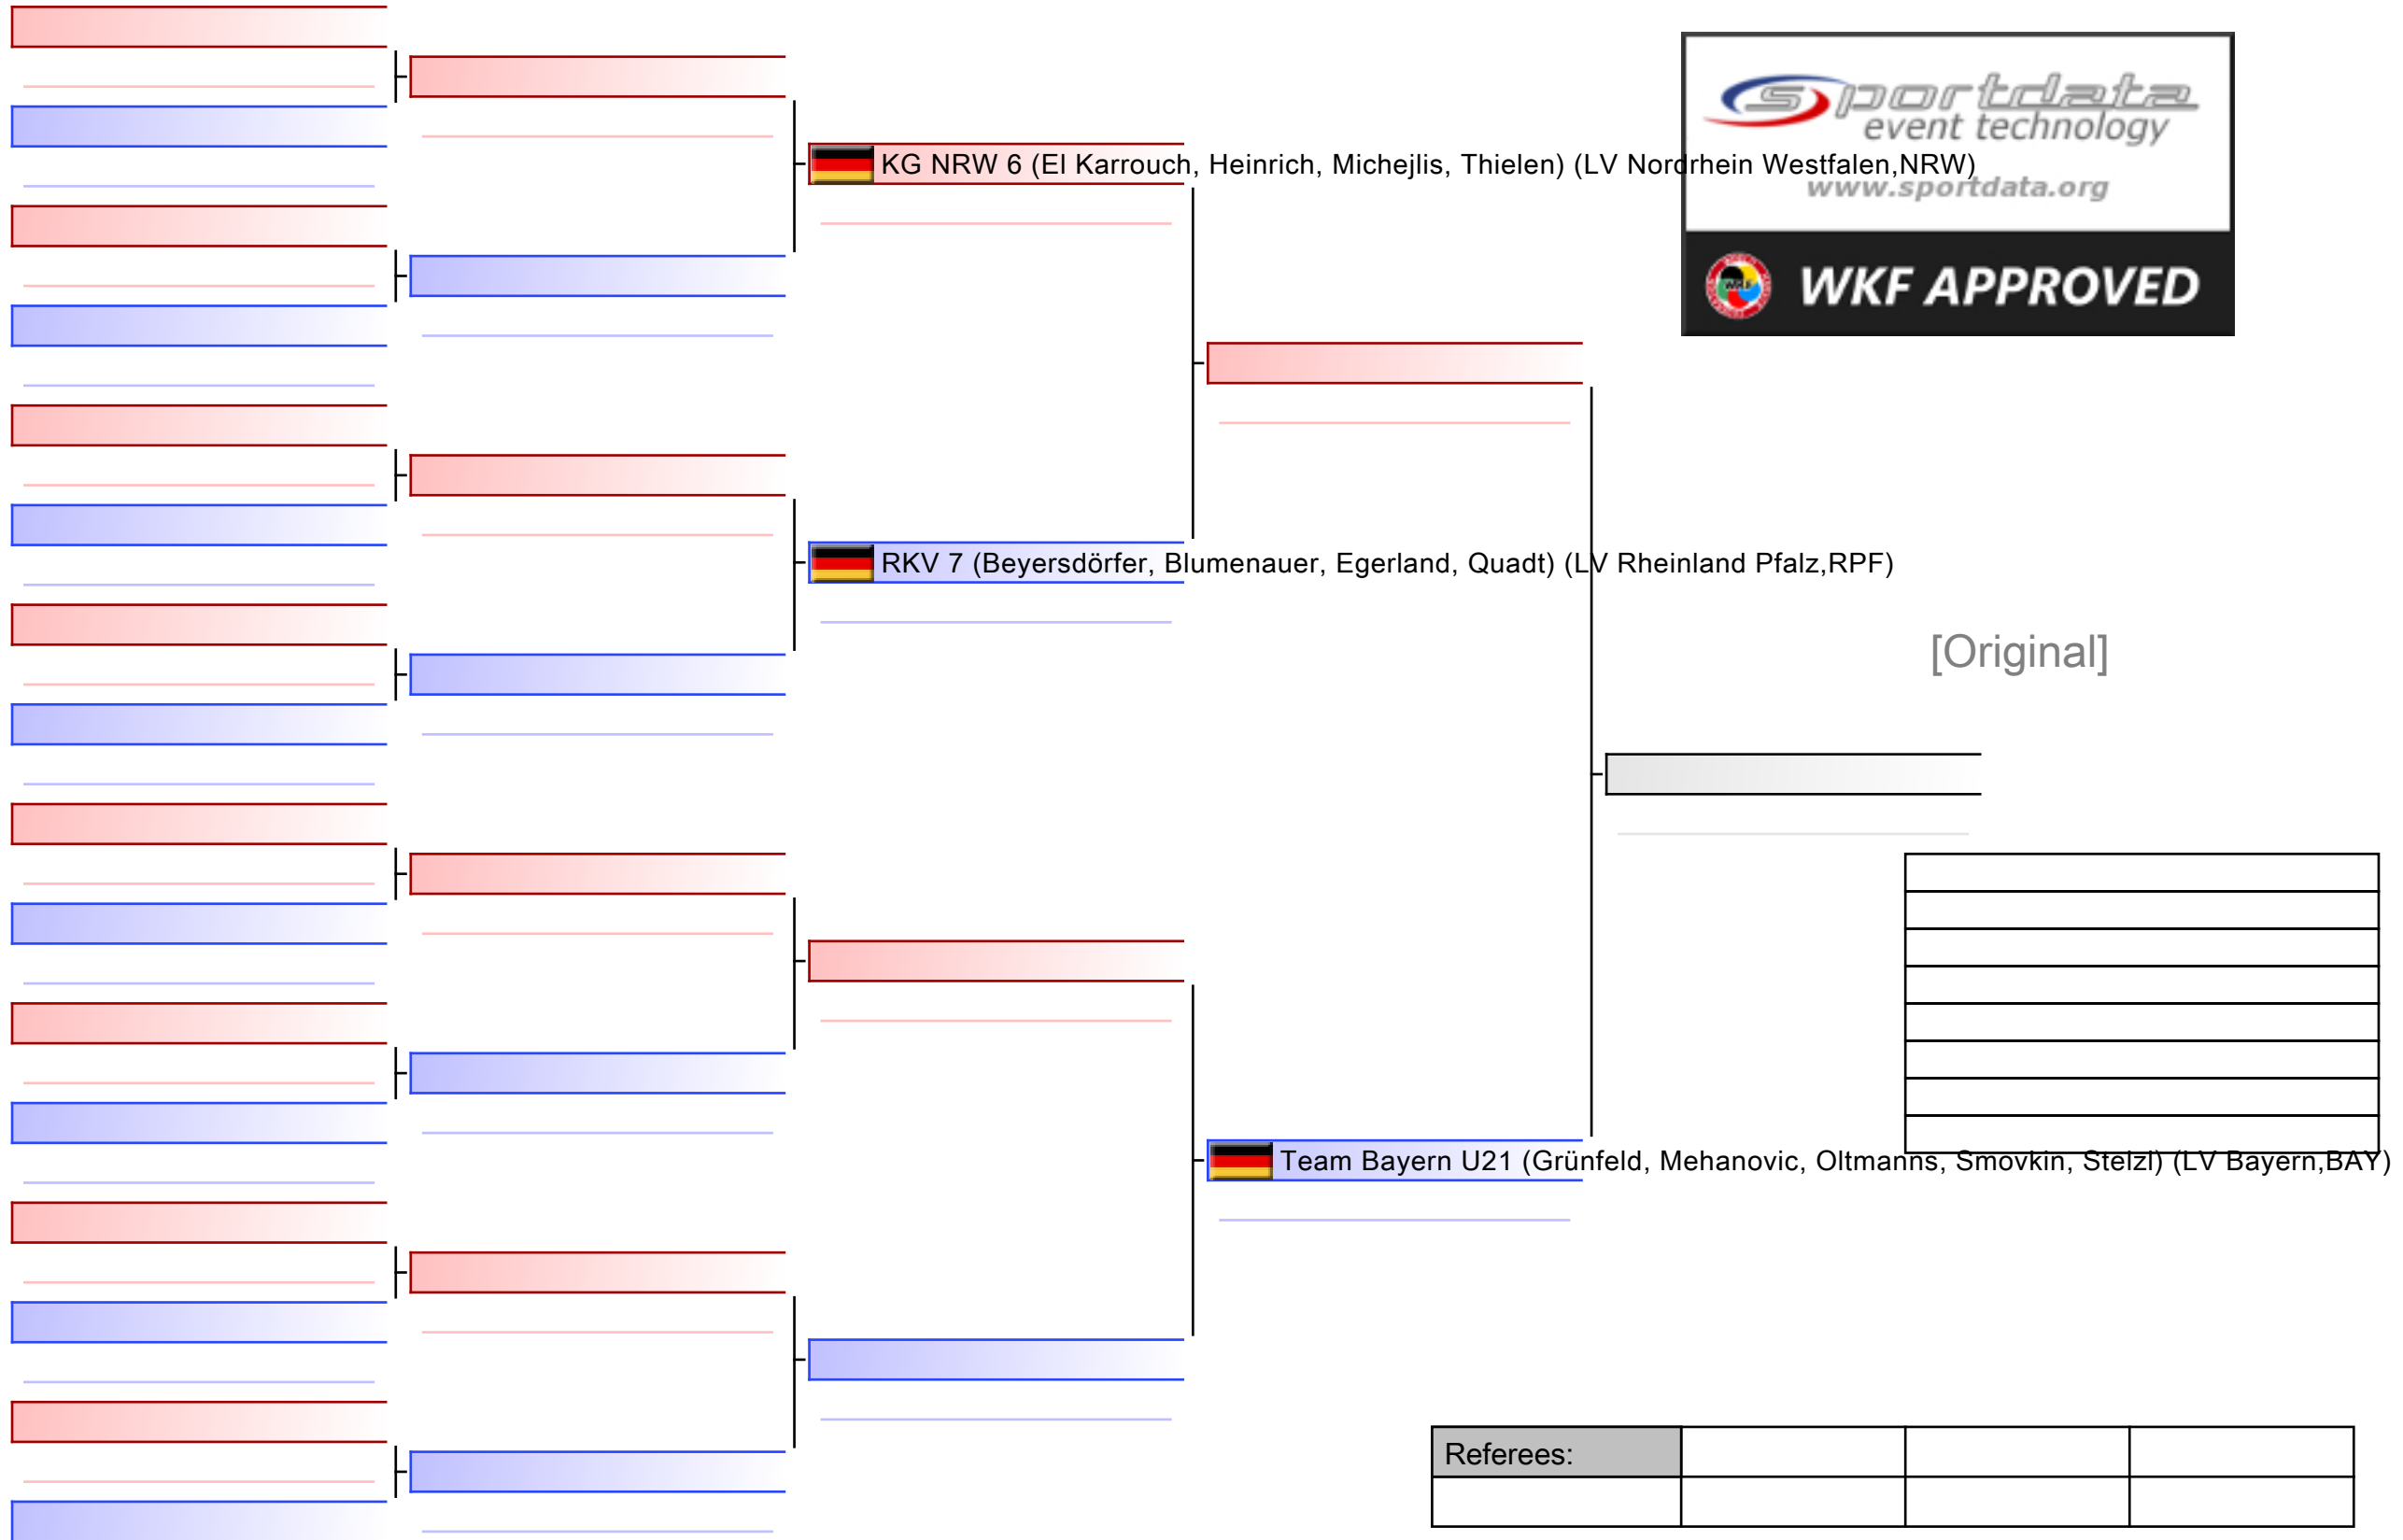 sportdata
event technology
www.sportdata.org
WKF APPROVED
KG NRW 6 (El Karrouch, Heinrich, Michejlis, Thielen) (LV Nordrhein Westfalen,NRW)
RKV 7 (Beyersdörfer, Blumenauer, Egerland, Quadt) (LV Rheinland Pfalz,RPF)
[Original]
Team Bayern U21 (Grünfeld, Mehanovic, Oltmanns, Smovkin, Stelzl) (LV Bayern,BAY)
Referees: